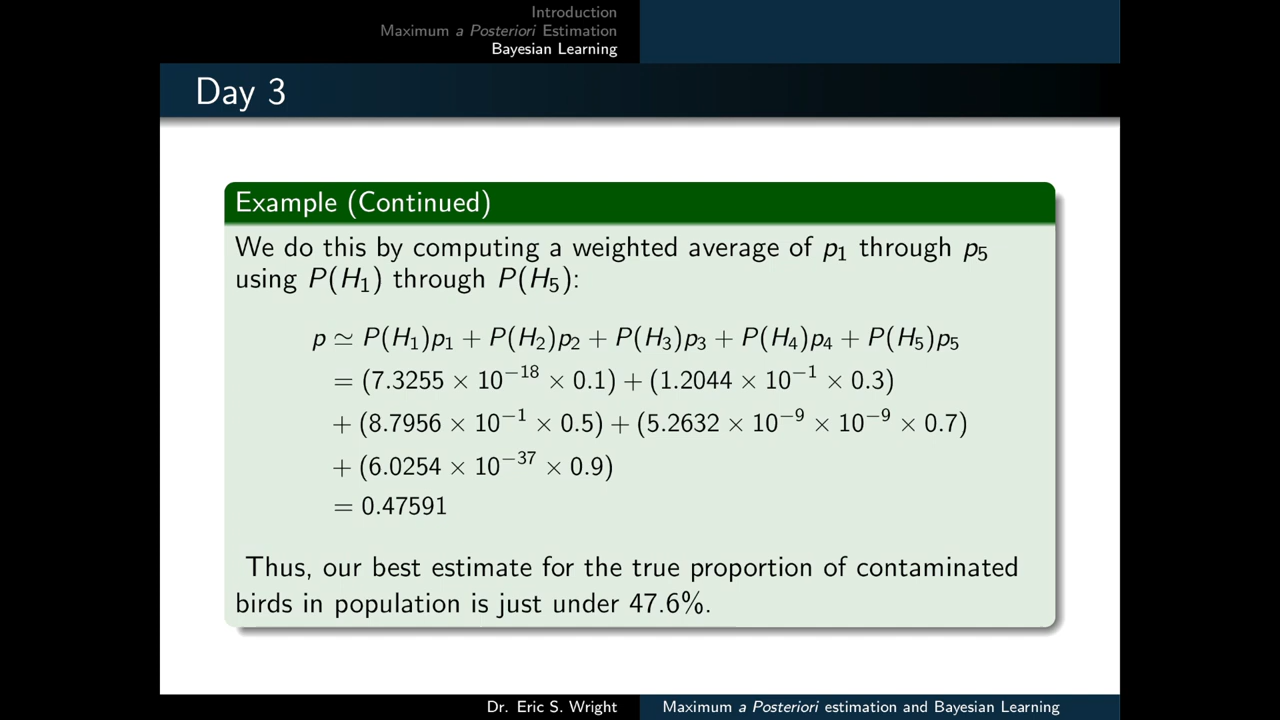 Introduction
Maximum a Posteriori Estimation
Bayesian Learning
Day 3
Example (Continued)
We do this by computing a weighted average of p₁ through p₅
using P(H₁) through P(H₅):
p ≃ P(H₁)p₁ + P(H₂)p₂ + P(H₃)p₃ + P(H₄)p₄ + P(H₅)p₅
= (7.3255 × 10⁻¹⁸ × 0.1) + (1.2044 × 10⁻¹ × 0.3)
+ (8.7956 × 10⁻¹ × 0.5) + (5.2632 × 10⁻⁹ × 10⁻⁹ × 0.7)
+ (6.0254 × 10⁻³⁷ × 0.9)
= 0.47591
Thus, our best estimate for the true proportion of contaminated
birds in population is just under 47.6%.
Dr. Eric S. Wright
Maximum a Posteriori estimation and Bayesian Learning